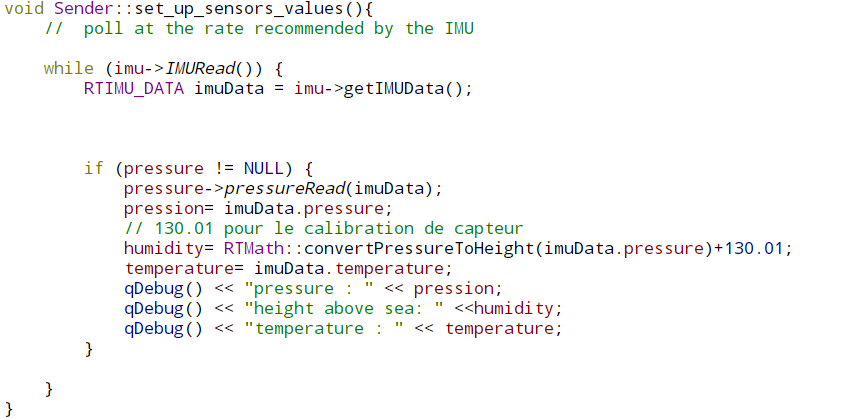 void Sender::set_up_sensors_values(){
//  poll at the rate recommended by the IMU
while (imu->IMURead()) {
RTIMU_DATA imuData = imu->getIMUData();
if (pressure != NULL) {
pressure->pressureRead(imuData);
pression= imuData.pressure;
// 130.01 pour le calibration de capteur
humidity= RTMath::convertPressureToHeight(imuData.pressure)+130.01;
temperature= imuData.temperature;
qDebug() << "pressure : " << pression;
qDebug() << "height above sea: " <<humidity;
qDebug() << "temperature : " << temperature;
}
}
}